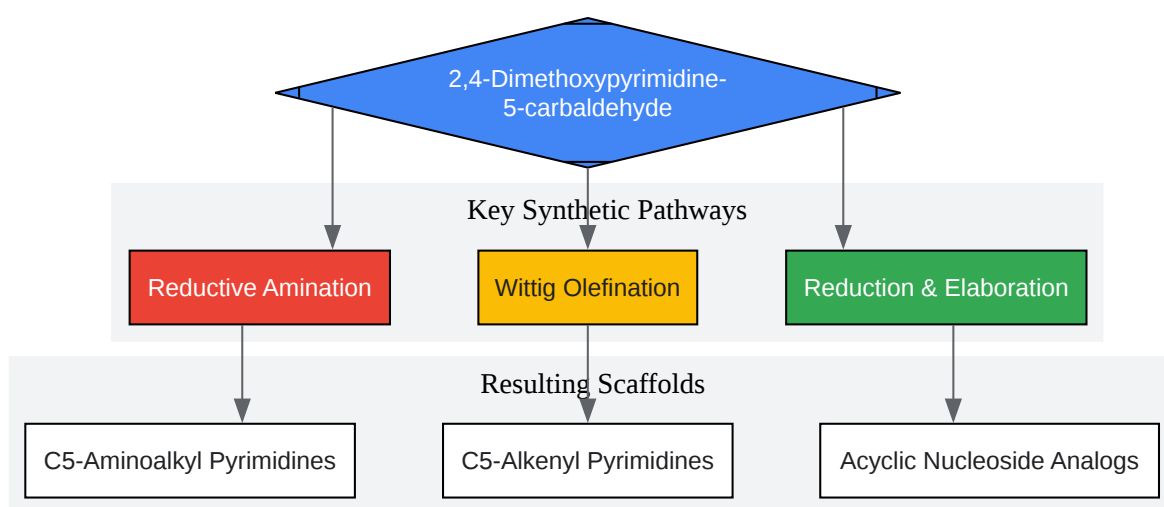 2,4-Dimethoxypyrimidine-
5-carbaldehyde
Key Synthetic Pathways
Reductive Amination
Wittig Olefination
Reduction & Elaboration
Resulting Scaffolds
C5-Aminoalkyl Pyrimidines
C5-Alkenyl Pyrimidines
Acyclic Nucleoside Analogs